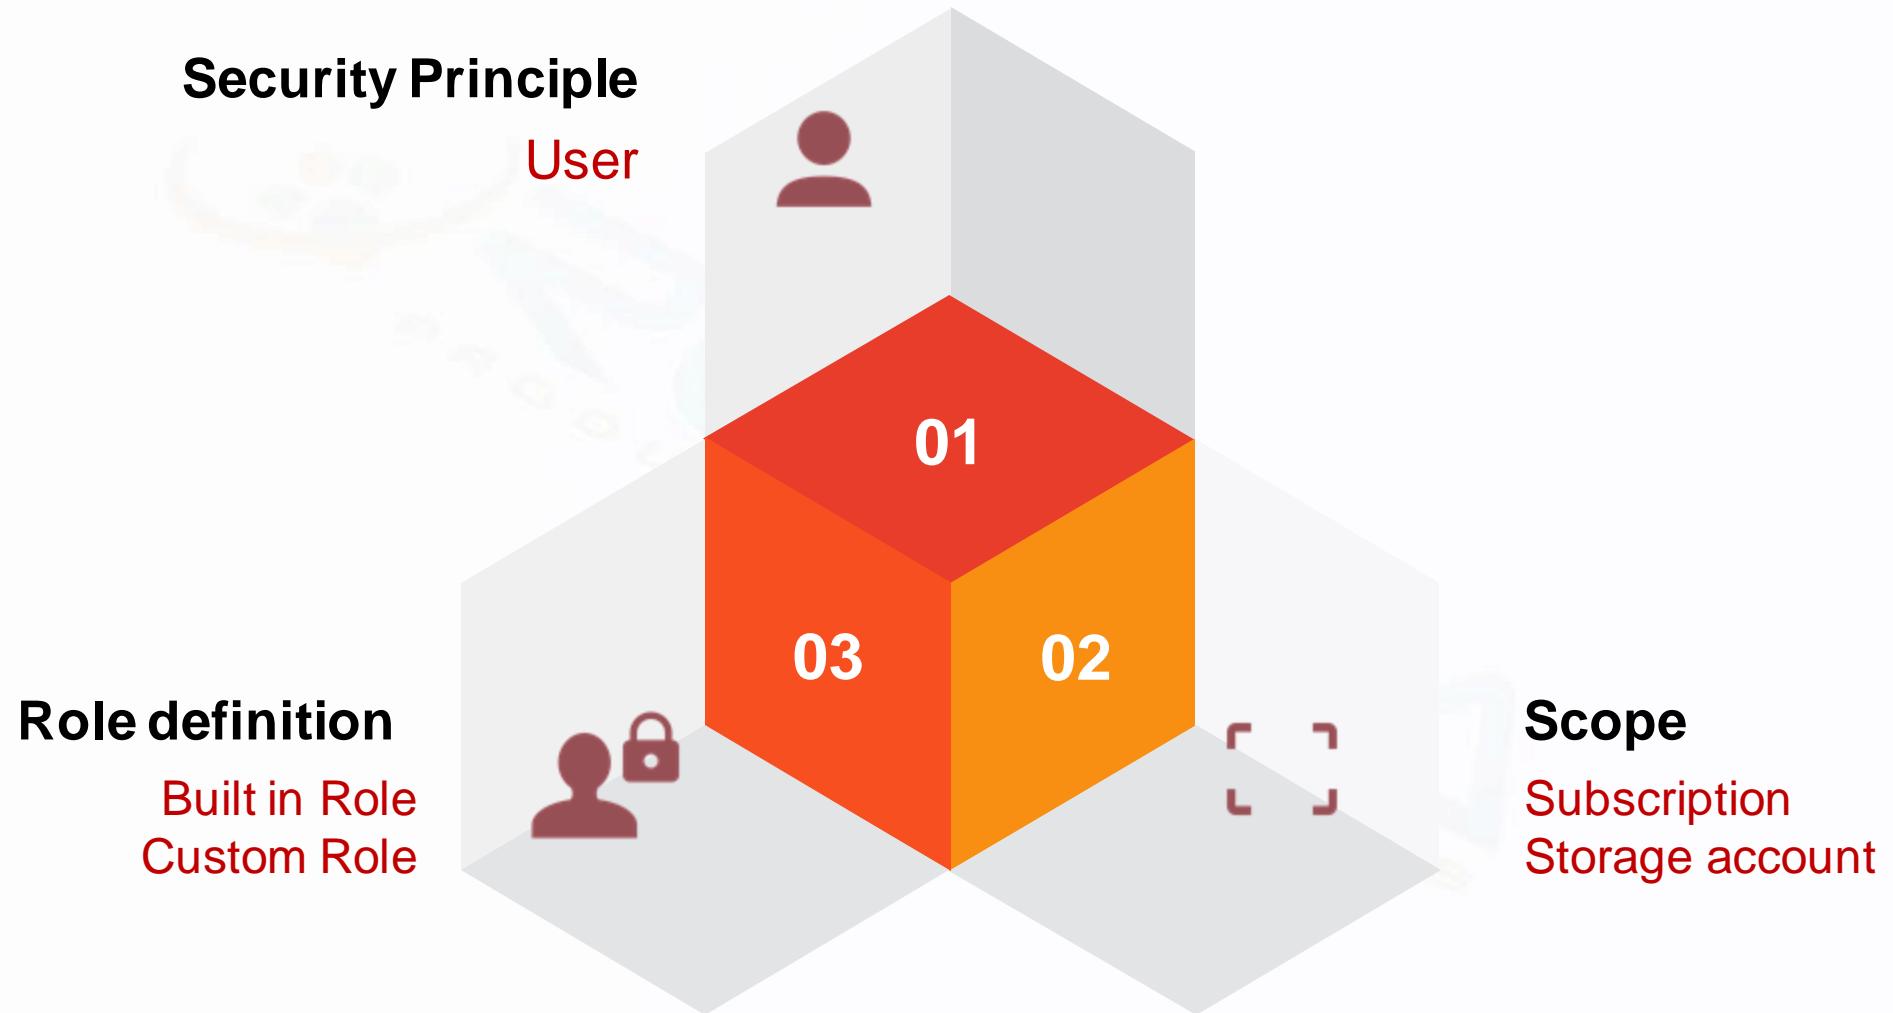 Security Principle
User
01
03
02
Role definition
Built in Role
Custom Role
Scope
Subscription
Storage account